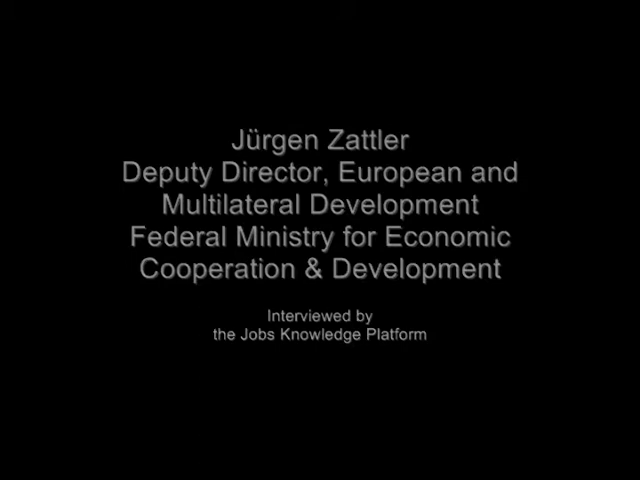 Jürgen Zattler
Deputy Director, European and
Multilateral Development
Federal Ministry for Economic
Cooperation & Development
Interviewed by
the Jobs Knowledge Platform